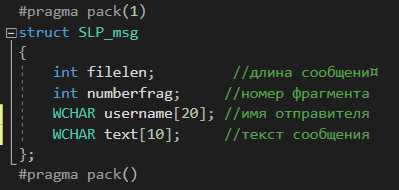 #pragma pack(1)
struct SLP_msg
{
int filelen; //длина сообщени¤
int numberfrag; //номер фрагмента
WCHAR username[20]; //имя отправителя
WCHAR text[10]; //текст сообщения
};
#pragma pack()